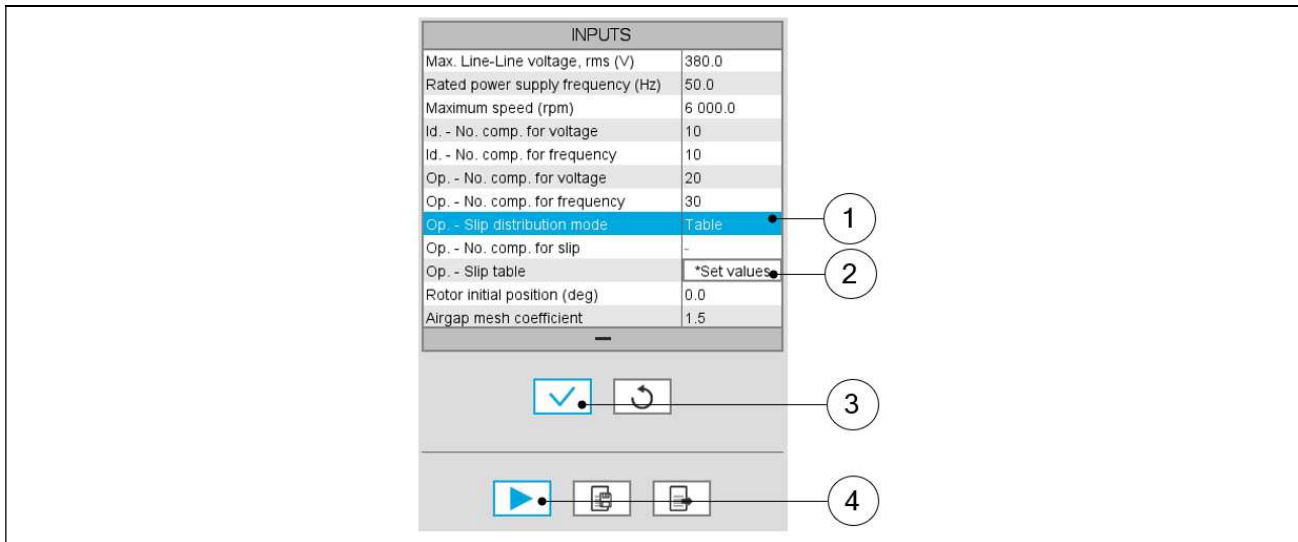 INPUTS
Max. Line-Line voltage, rms (V) 380.0
Rated power supply frequency (Hz) 50.0
Maximum speed (rpm) 6 000.0
Id. - No. comp. for voltage 10
Id. - No. comp. for frequency 10
Op. - No. comp. for voltage 20
Op. - No. comp. for frequency 30
Op. - Slip distribution mode Table 1
Op. - No. comp. for slip -
Op. - Slip table *Set values 2
Rotor initial position (deg) 0.0
Airgap mesh coefficient 1.5
3
4